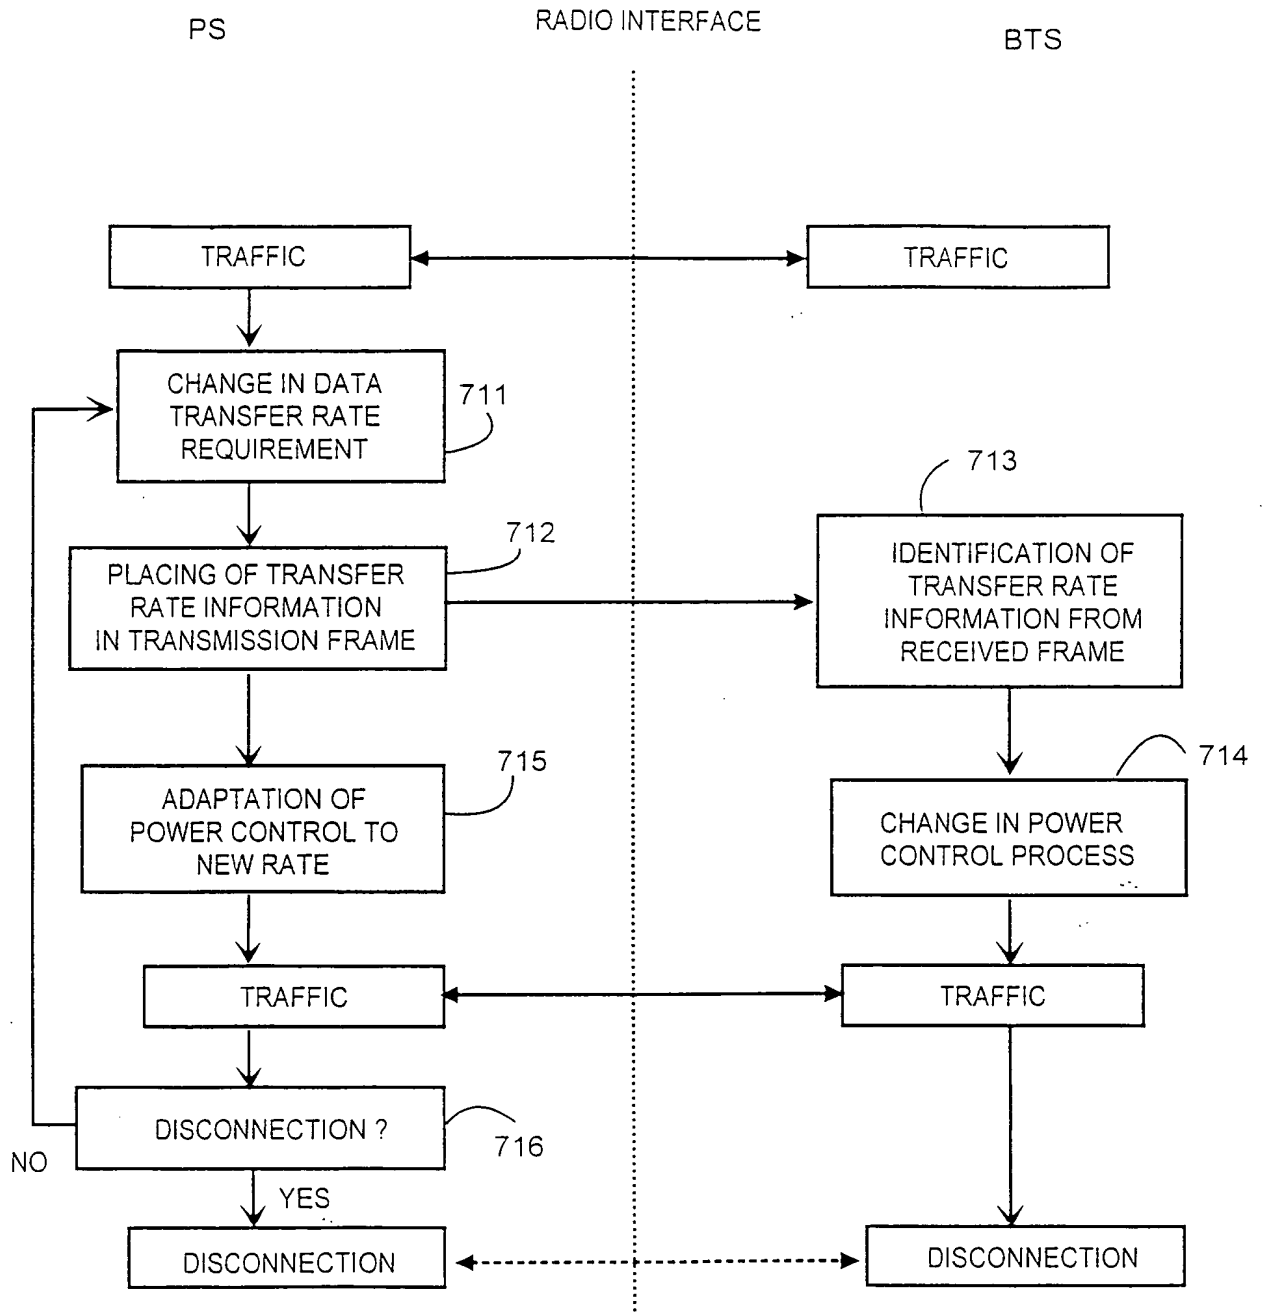 PS
RADIO INTERFACE
BTS
TRAFFIC
TRAFFIC
CHANGE IN DATA
TRANSFER RATE
REQUIREMENT
711
712
PLACING OF TRANSFER
RATE INFORMATION
IN TRANSMISSION FRAME
713
IDENTIFICATION OF
TRANSFER RATE
INFORMATION FROM
RECEIVED FRAME
714
715
ADAPTATION OF
POWER CONTROL TO
NEW RATE
CHANGE IN POWER
CONTROL PROCESS
TRAFFIC
TRAFFIC
DISCONNECTION ?
716
NO
YES
DISCONNECTION
DISCONNECTION